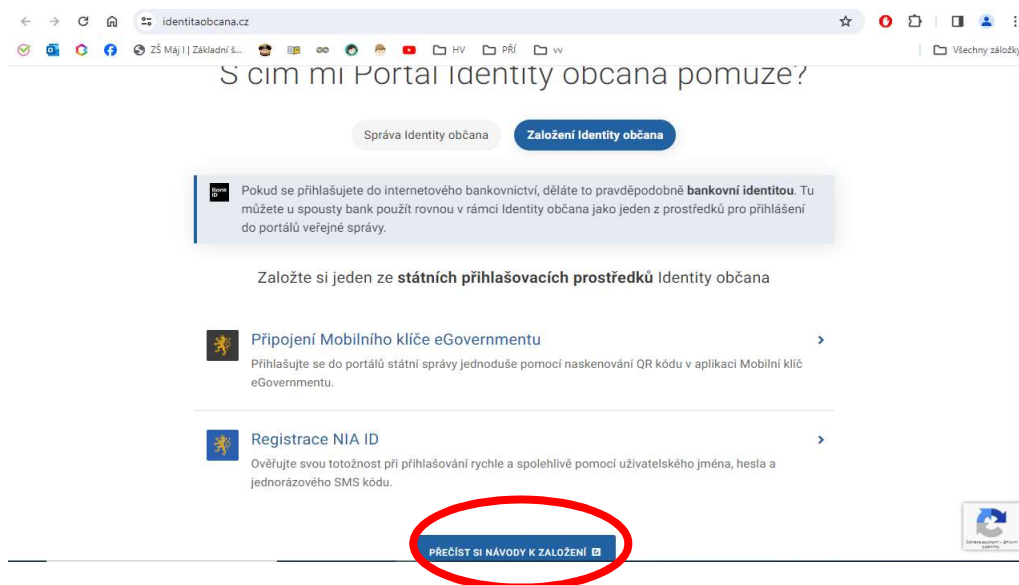 identitaobcana.cz
ZŠ Máj I | Základní š...
HV
PŘÍ
vv
Všechny záložky
S čím mi Portál Identity občana pomůže?
Správa Identity občana
Založení Identity občana
Bank iD
Pokud se přihlašujete do internetového bankovnictví, děláte to pravděpodobně bankovní identitou. Tu
můžete u spousty bank použít rovnou v rámci Identity občana jako jeden z prostředků pro přihlášení
do portálů veřejné správy.
Založte si jeden ze státních přihlašovacích prostředků Identity občana
Připojení Mobilního klíče eGovernmentu
Přihlašujte se do portálů státní správy jednoduše pomocí naskenování QR kódu v aplikaci Mobilní klíč
eGovernmentu.
Registrace NIA ID
Ověřujte svou totožnost při přihlašování rychle a spolehlivě pomocí uživatelského jména, hesla a
jednorázového SMS kódu.
PŘEČÍST SI NÁVODY K ZALOŽENÍ